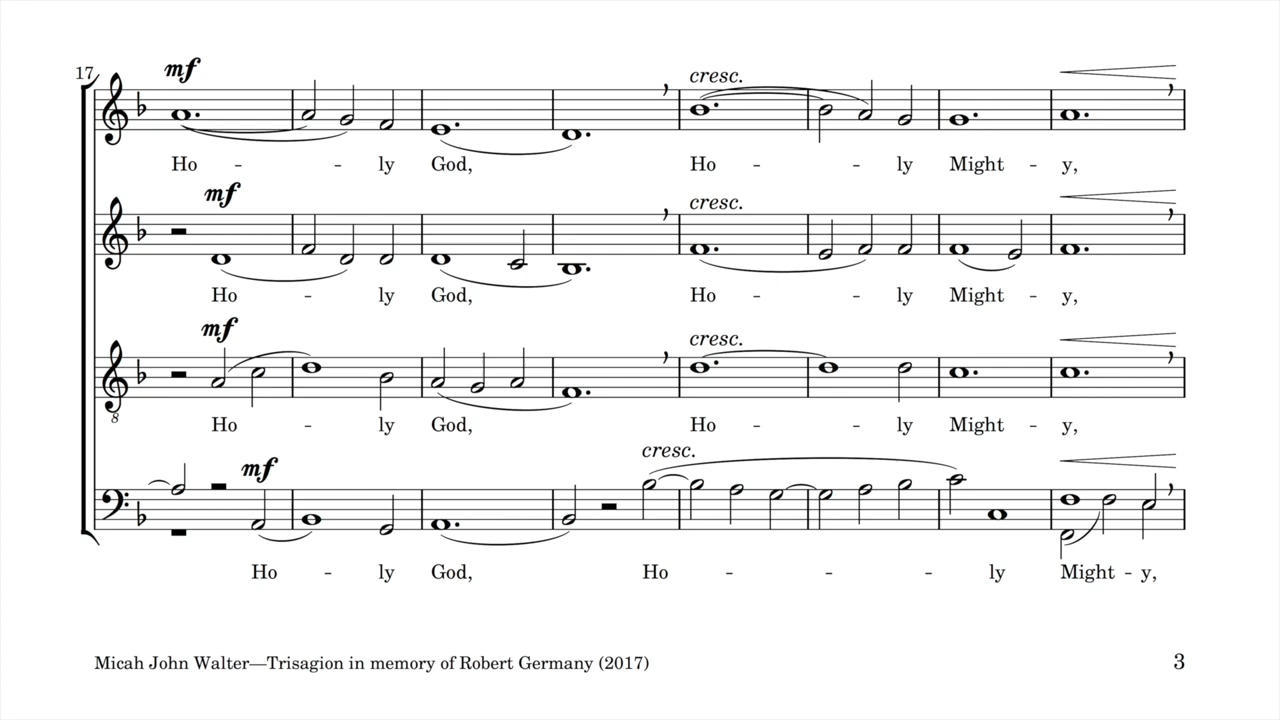 17
mf
cresc.
Ho - - ly God, Ho - - ly Might - y,
mf
cresc.
Ho - ly God, Ho - - ly Might - y,
mf
cresc.
8
Ho - ly God, Ho - - ly Might - y,
cresc.
mf
Ho - ly God, Ho - - - ly Might - y,
Micah John Walter—Trisagion in memory of Robert Germany (2017)
3